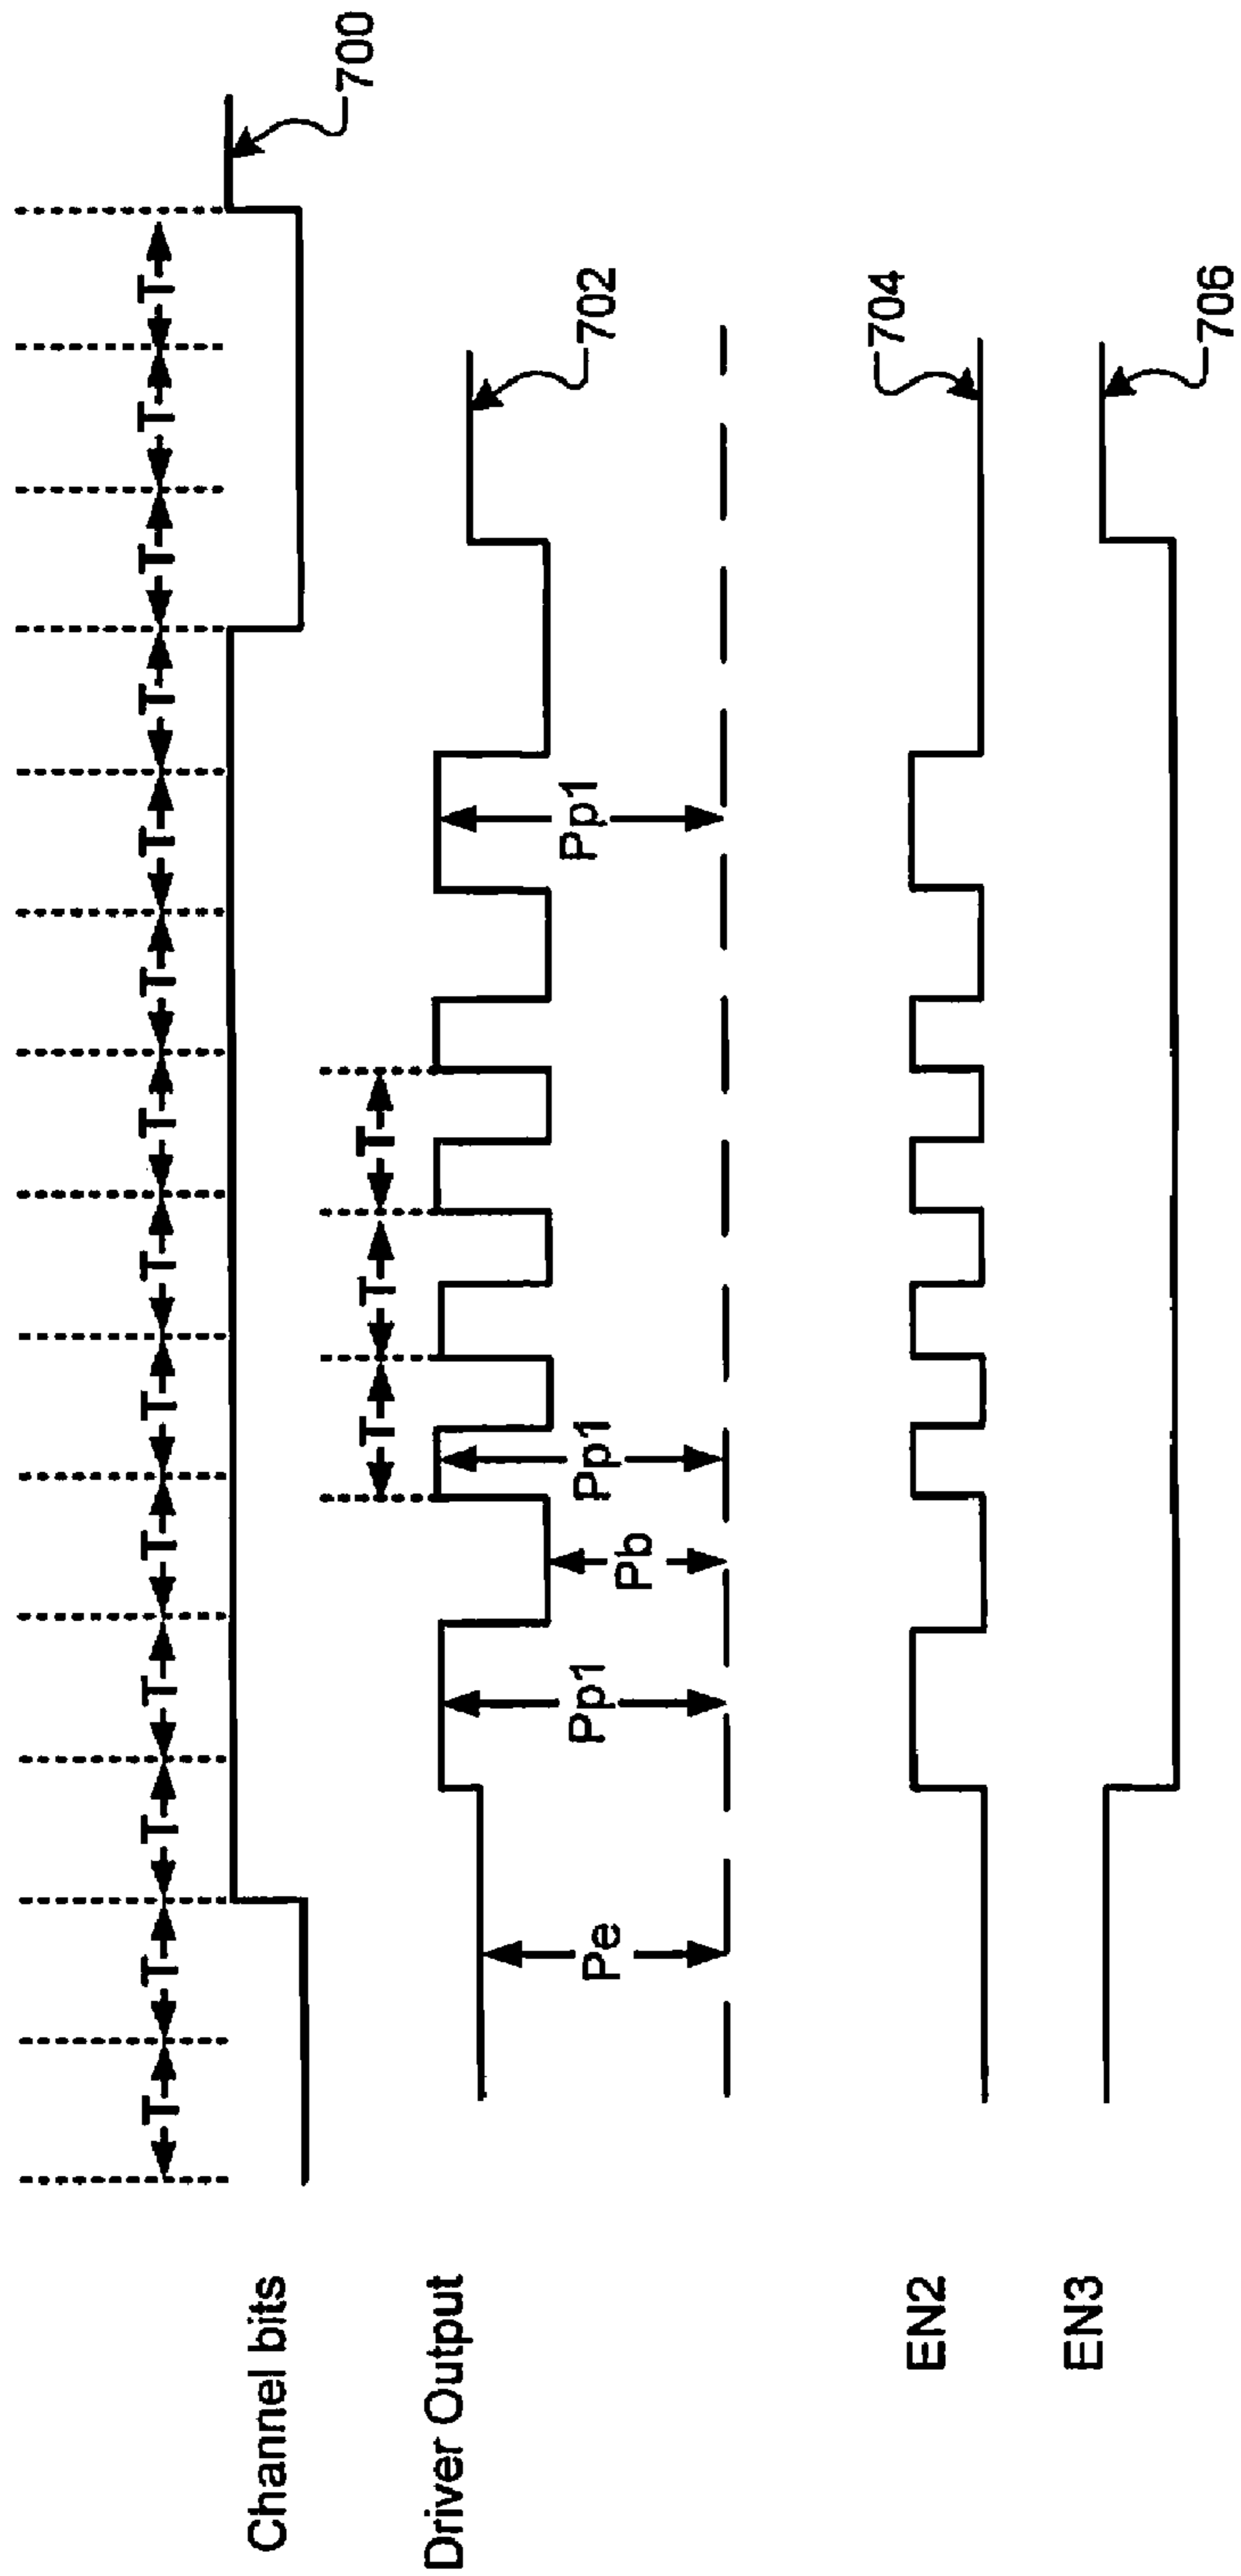 T T T T T T T T T T T T T T
Channel bits
700
T T T
Driver Output
Pe
Pp1
Pb
Pp1
Pp1
702
EN2
704
EN3
706